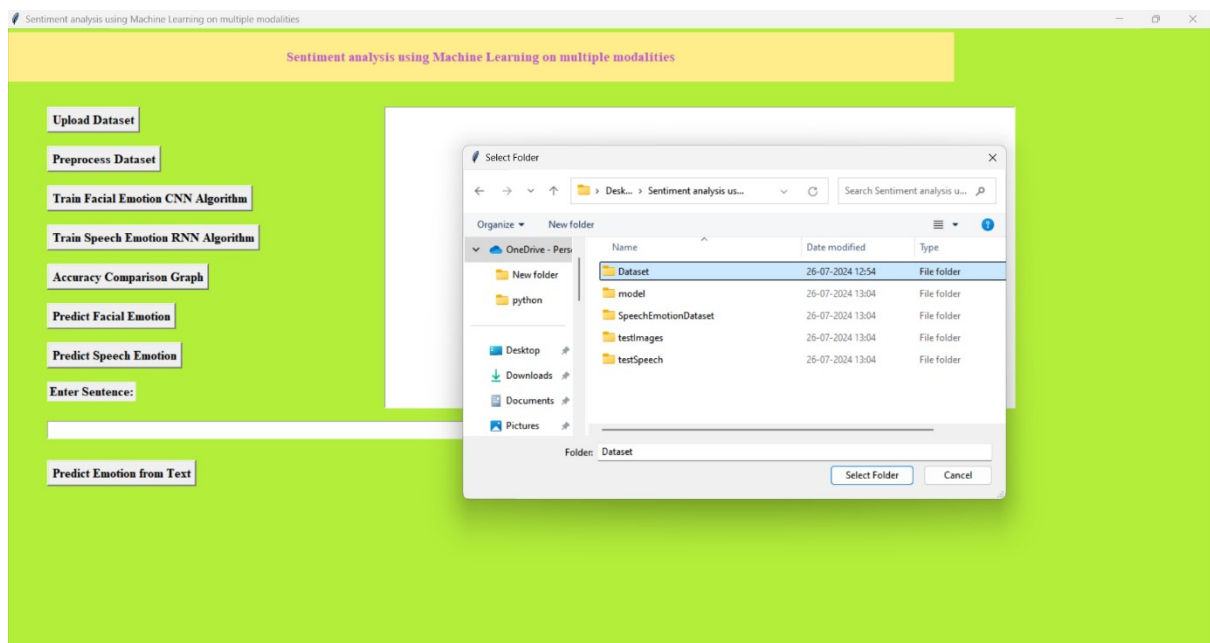 Sentiment analysis using Machine Learning on multiple modalities
Sentiment analysis using Machine Learning on multiple modalities
Upload Dataset
Preprocess Dataset
Train Facial Emotion CNN Algorithm
Train Speech Emotion RNN Algorithm
Accuracy Comparison Graph
Predict Facial Emotion
Predict Speech Emotion
Enter Sentence:
Predict Emotion from Text
Select Folder
Desk... Sentiment analysis us...
Search Sentiment analysis u...
Organize New folder
OneDrive - Pers
New folder
python
Desktop
Downloads
Documents
Pictures
Name Date modified Type
Dataset 26-07-2024 12:54 File folder
model 26-07-2024 13:04 File folder
SpeechEmotionDataset 26-07-2024 13:04 File folder
testImages 26-07-2024 13:04 File folder
testSpeech 26-07-2024 13:04 File folder
Folder: Dataset
Select Folder Cancel